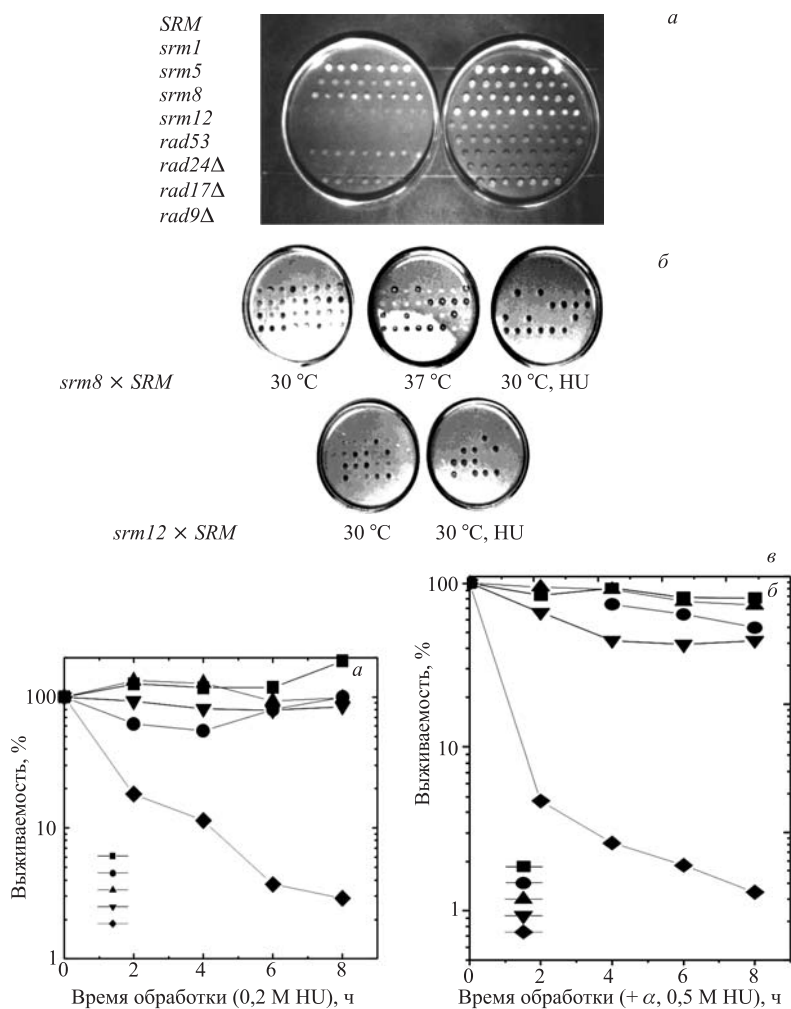 SRM
а
srm1
srm5
srm8
srm12
rad53
rad24Δ
rad17Δ
rad9Δ
б
srm8 × SRM
30 °C
37 °C
30 °C, HU
srm12 × SRM
30 °C
30 °C, HU
в
а
Выживаемость, %
100
10
1
0
2
4
6
8
Время обработки (0,2 М HU), ч
б
Выживаемость, %
100
10
1
0
2
4
6
8
Время обработки (+ α, 0,5 М HU), ч